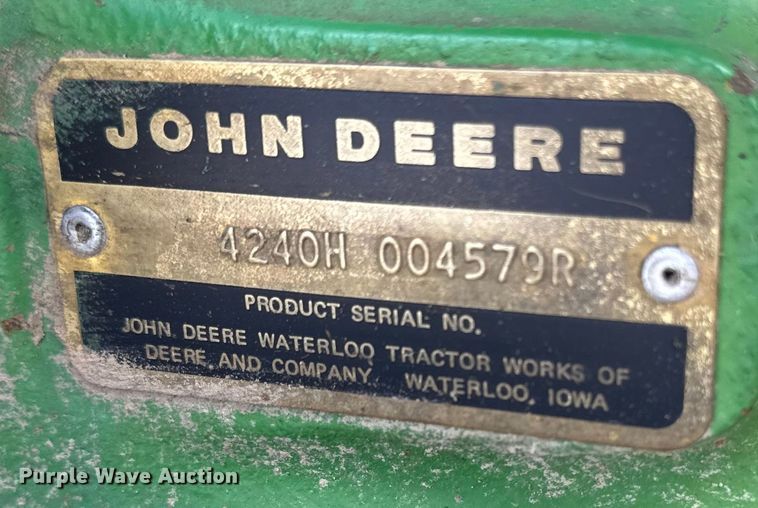 JOHN DEERE
4240H 004579R
PRODUCT SERIAL NO.
JOHN DEERE WATERLOO TRACTOR WORKS OF
DEERE AND COMPANY. WATERLOO, IOWA
Purple Wave Auction